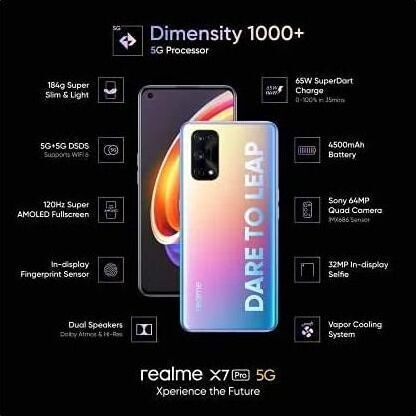 5G
Dimensity 1000+
5G Processor
184g Super
Slim & Light
65W SuperDart
Charge
0-100% in 35mins
5G+5G DSDS
Supports WIFI 6
4500mAh
Battery
120Hz Super
AMOLED Fullscreen
Sony 64MP
Quad Camera
IMX686 Sensor
In-display
Fingerprint Sensor
32MP In-display
Selfie
Dual Speakers
Dolby Atmos & Hi-Res
Vapor Cooling
System
DARE TO LEAP
realme
realme X7 Pro 5G
Xperience the Future